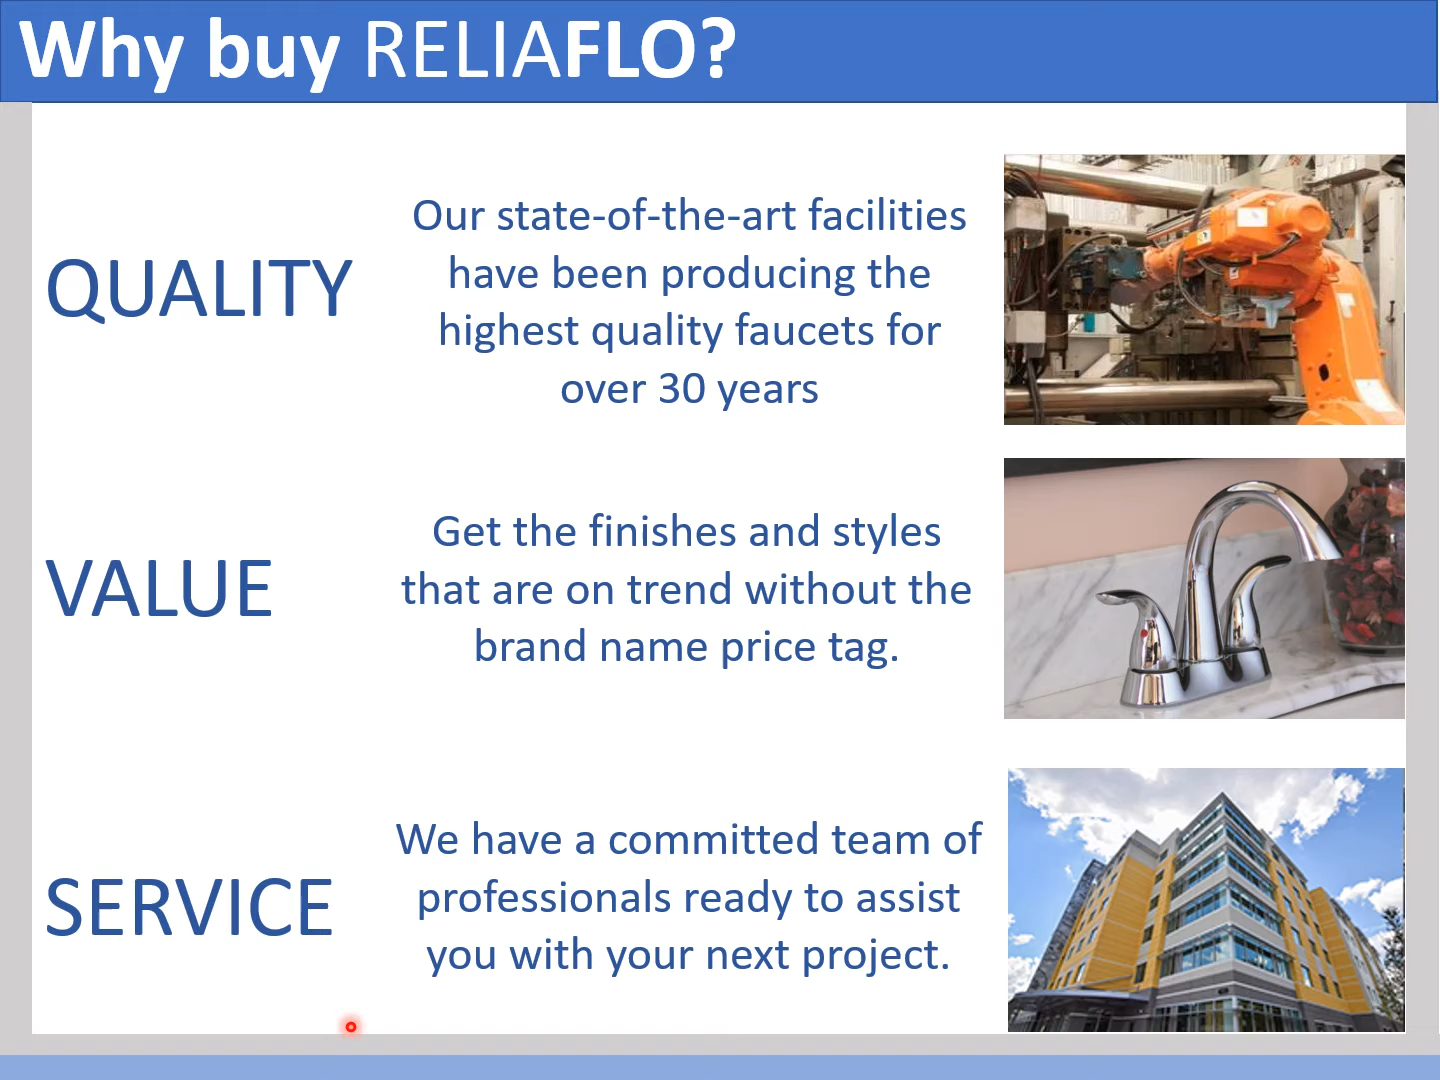 Why buy RELIAFLO?
QUALITY
Our state-of-the-art facilities
have been producing the
highest quality faucets for
over 30 years
VALUE
Get the finishes and styles
that are on trend without the
brand name price tag.
SERVICE
We have a committed team of
professionals ready to assist
you with your next project.